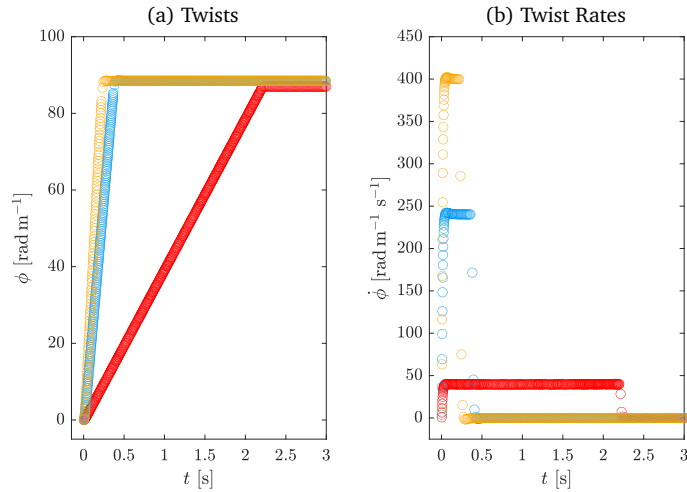 (a) Twists
(b) Twist Rates
100
80
60
40
20
0
ϕ [rad m⁻¹]
0 0.5 1 1.5 2 2.5 3
t [s]
450
400
350
300
250
200
150
100
50
0
ϕ̇ [rad m⁻¹ s⁻¹]
0 0.5 1 1.5 2 2.5 3
t [s]